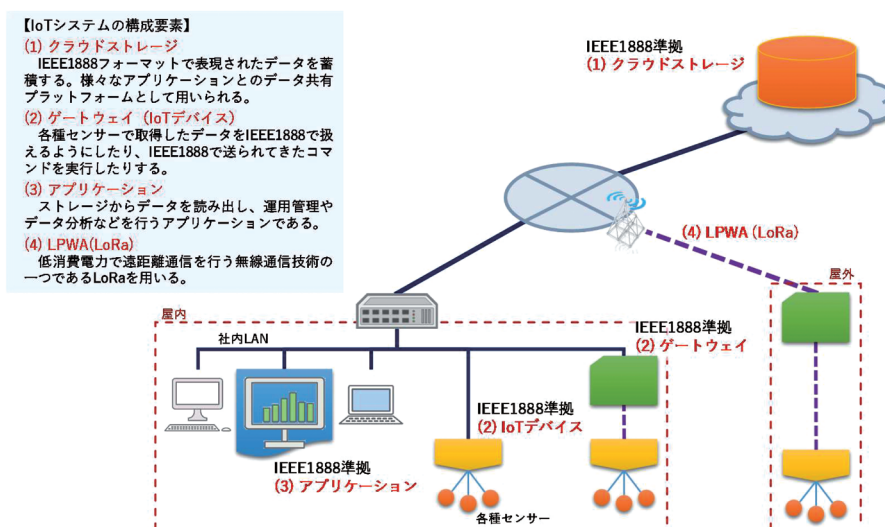 【IoTシステムの構成要素】
(1) クラウドストレージ
IEEE1888フォーマットで表現されたデータを蓄
積する。様々なアプリケーションとのデータ共有
プラットフォームとして用いられる。
(2) ゲートウェイ（IoTデバイス）
各種センサーで取得したデータをIEEE1888で扱
えるようにしたり、IEEE1888で送られてきたコマ
ンドを実行したりする。
(3) アプリケーション
ストレージからデータを読み出し、運用管理や
データ分析などを行うアプリケーションである。
(4) LPWA(LoRa)
低消費電力で遠距離通信を行う無線通信技術の
一つであるLoRaを用いる。
IEEE1888準拠
(1) クラウドストレージ
(4) LPWA (LoRa)
屋外
屋内
社内LAN
IEEE1888準拠
(2) ゲートウェイ
IEEE1888準拠
(2) IoTデバイス
IEEE1888準拠
(3) アプリケーション
各種センサー